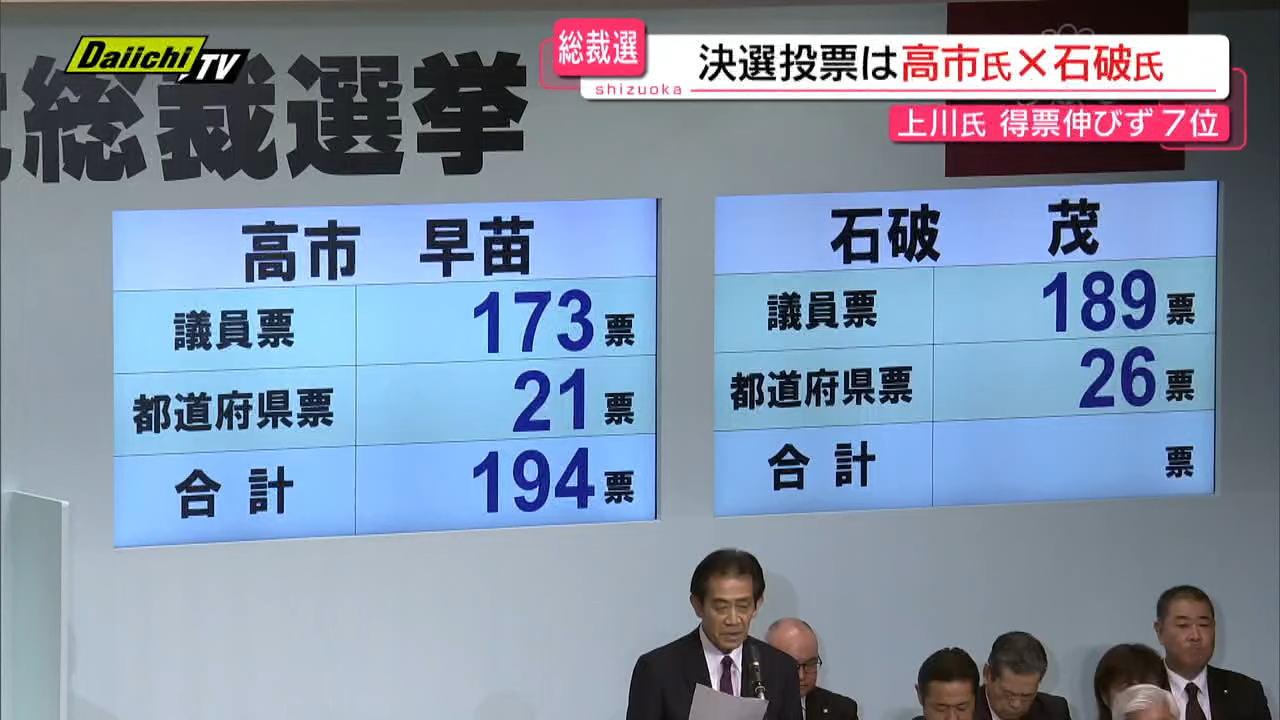 Daiichi TV
総裁選
shizuoka
決選投票は高市氏×石破氏
上川氏 得票伸びず 7位
総裁選挙
高市 早苗
議員票 173票
都道府県票 21票
合計 194票
石破 茂
議員票 189票
都道府県票 26票
合計 票